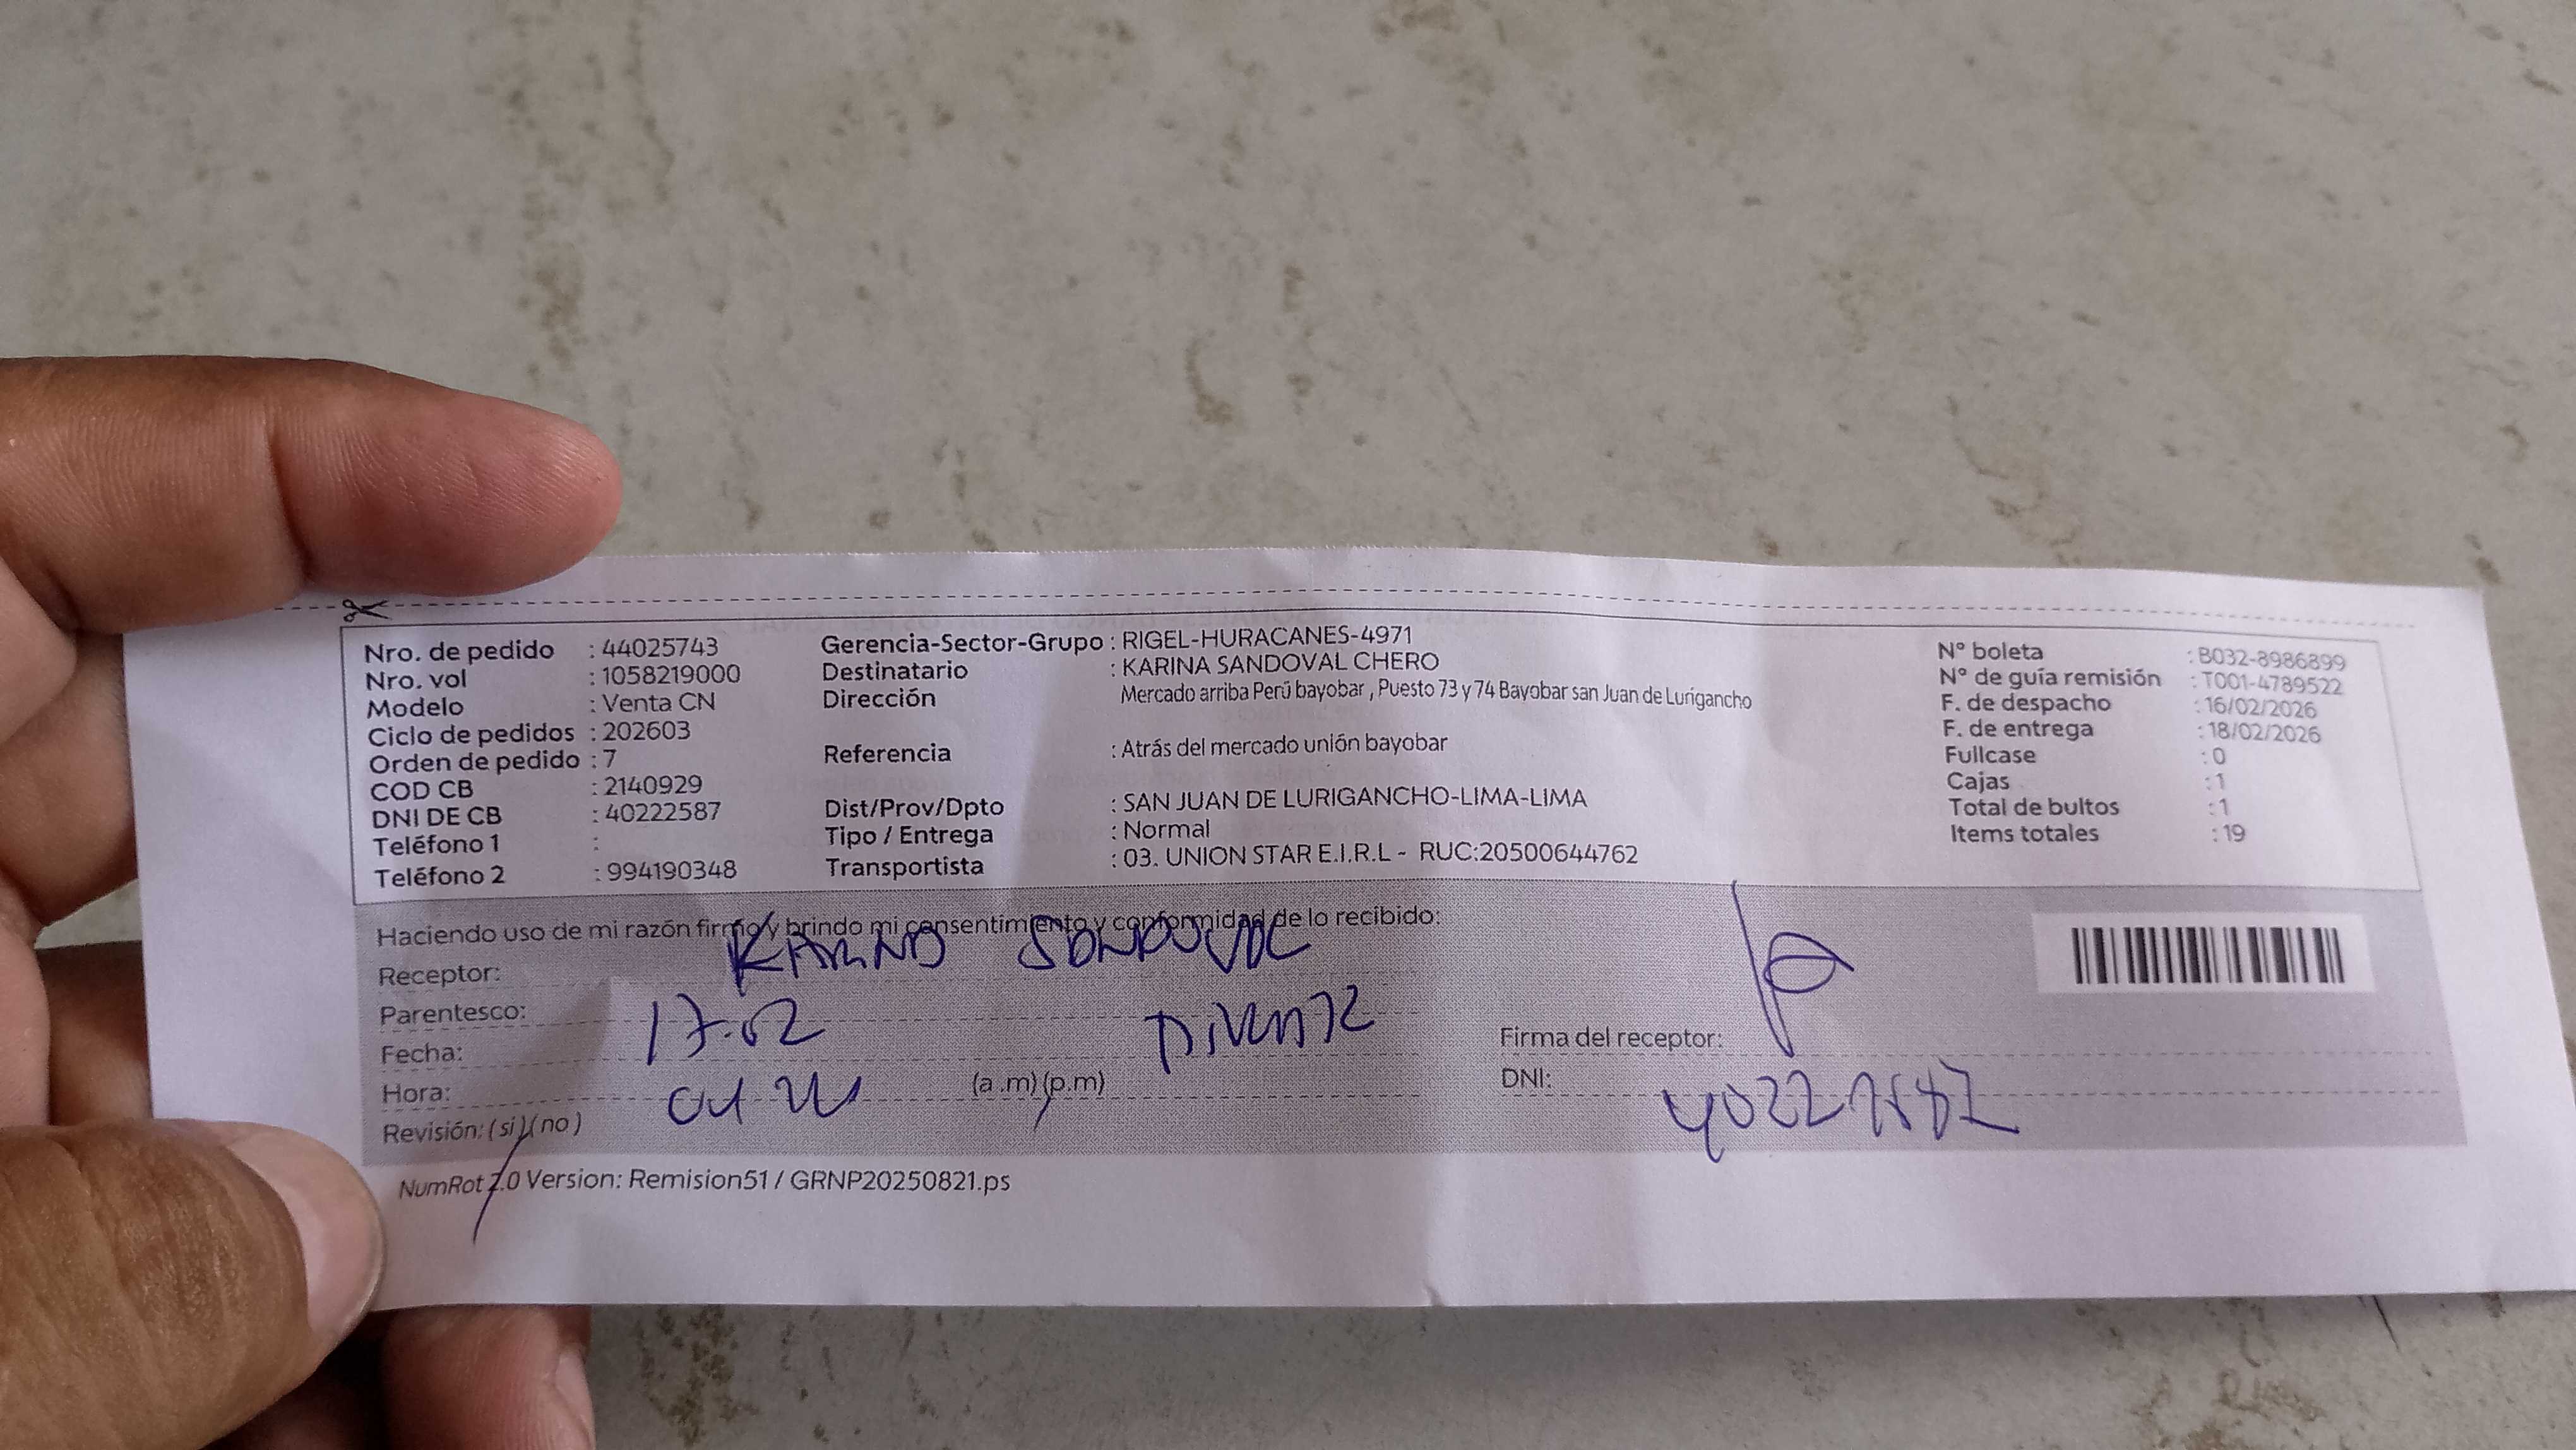 Nro. de pedido : 44025743
Nro. vol : 1058219000
Modelo : Venta CN
Ciclo de pedidos : 202603
Orden de pedido : 7
COD CB : 2140929
DNI DE CB : 40222587
Teléfono 1 :
Teléfono 2 : 994190348
Gerencia-Sector-Grupo : RIGEL-HURACANES-4971
Destinatario : KARINA SANDOVAL CHERO
Dirección Mercado arriba Perú bayobar , Puesto 73 y 74 Bayobar san Juan de Lurigancho
Referencia : Atrás del mercado unión bayobar
Dist/Prov/Dpto : SAN JUAN DE LURIGANCHO-LIMA-LIMA
Tipo / Entrega : Normal
Transportista : 03. UNION STAR E.I.R.L - RUC:20500644762
N° boleta : B032-8986899
N° de guía remisión : T001-4789522
F. de despacho : 16/02/2026
F. de entrega : 18/02/2026
Fullcase : 0
Cajas : 1
Total de bultos : 1
Items totales : 19
Haciendo uso de mi razón firmo y brindo mi consentimiento y conformidad de lo recibido:
Receptor: KARINA SANDOVAL
Parentesco:
Fecha: 17.02
Hora: (a .m) (p.m)
Revisión: ( si )( no )
Firma del receptor:
DNI: 40222587
NumRot 2.0 Version: Remision51 / GRNP20250821.ps